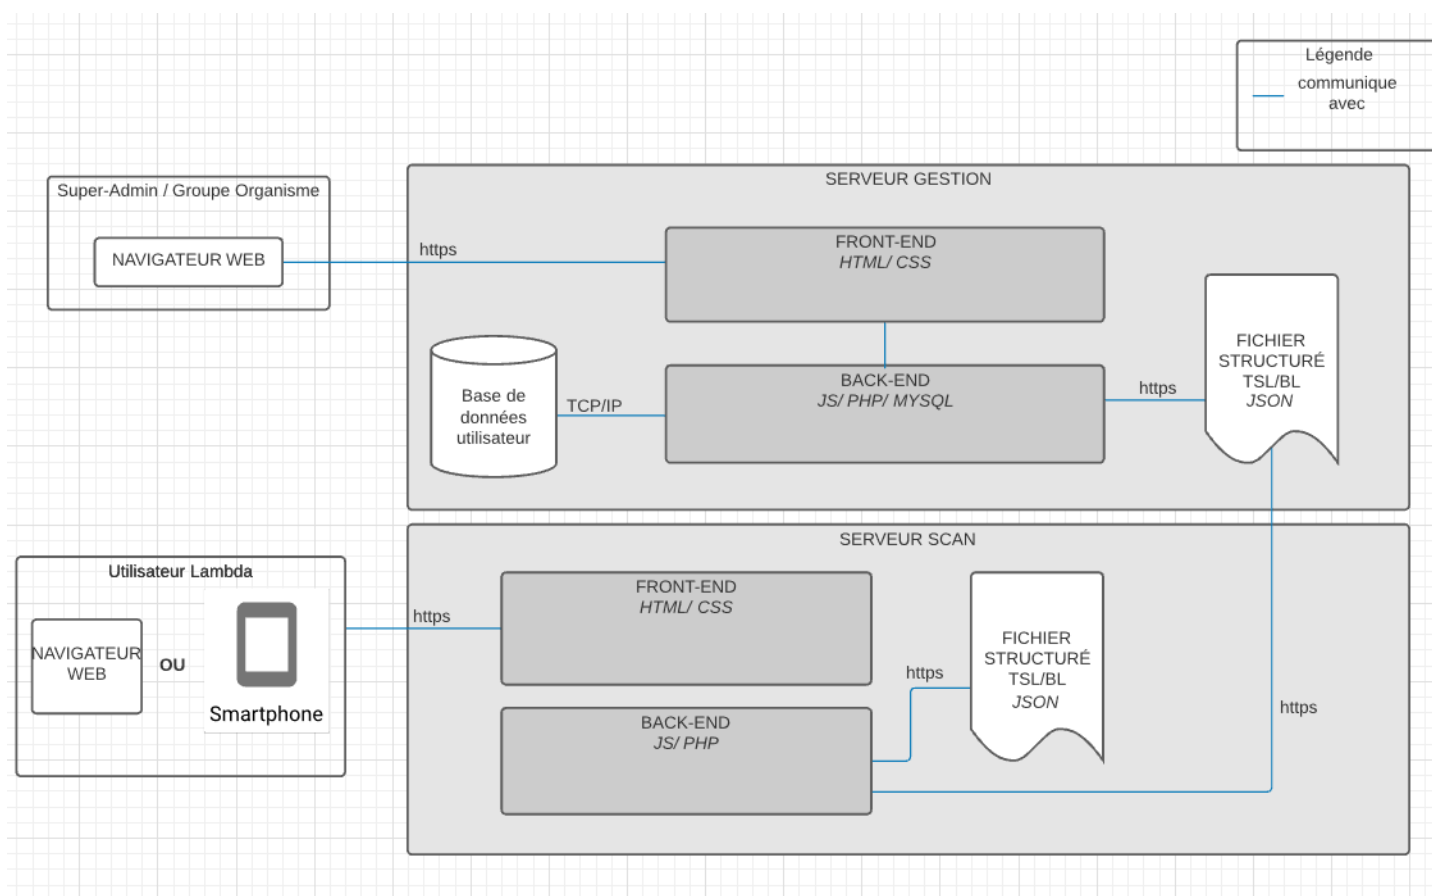 Légende
communique
avec
Super-Admin / Groupe Organisme
NAVIGATEUR WEB
https
SERVEUR GESTION
FRONT-END
HTML/ CSS
Base de
données
utilisateur
TCP/IP
BACK-END
JS/ PHP/ MYSQL
https
FICHIER
STRUCTURÉ
TSL/BL
JSON
Utilisateur Lambda
NAVIGATEUR
WEB
OU
Smartphone
https
SERVEUR SCAN
FRONT-END
HTML/ CSS
BACK-END
JS/ PHP
https
FICHIER
STRUCTURÉ
TSL/BL
JSON
https